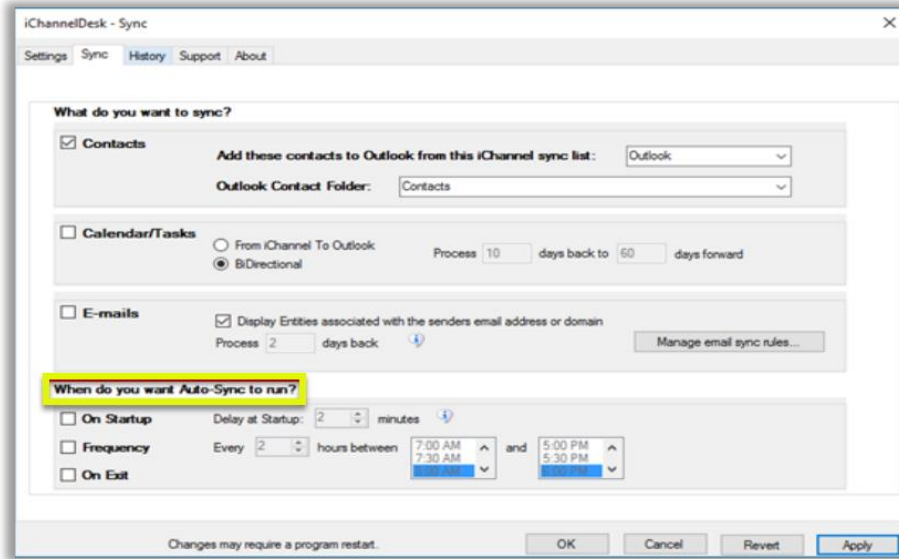 iChannelDesk - Sync
Settings Sync History Support About
What do you want to sync?
Contacts
Add these contacts to Outlook from this iChannel sync list: Outlook
Outlook Contact Folder: Contacts
Calendar/Tasks
From iChannel To Outlook
BiDirectional
Process 10 days back to 60 days forward
E-mails
Display Entities associated with the senders email address or domain
Process 2 days back
Manage email sync rules...
When do you want Auto-Sync to run?
On Startup Delay at Startup: 2 minutes
Frequency Every 2 hours between 7:00 AM and 5:00 PM
7:30 AM 5:30 PM
8:00 AM 6:00 PM
On Exit
Changes may require a program restart.
OK Cancel Revert Apply